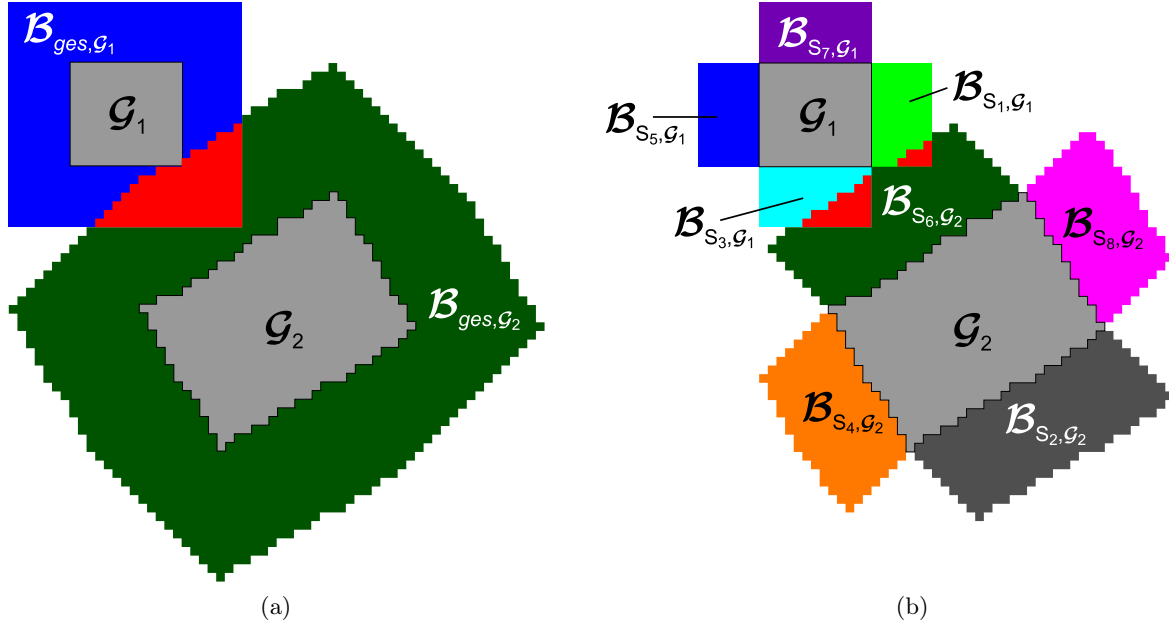 𝓑ges,𝓖1
𝓖1
𝓖2
𝓑ges,𝓖2
(a)
𝓑S7,𝓖1
𝓖1
𝓑S1,𝓖1
𝓑S5,𝓖1
𝓑S3,𝓖1
𝓑S6,𝓖2
𝓑S8,𝓖2
𝓖2
𝓑S4,𝓖2
𝓑S2,𝓖2
(b)